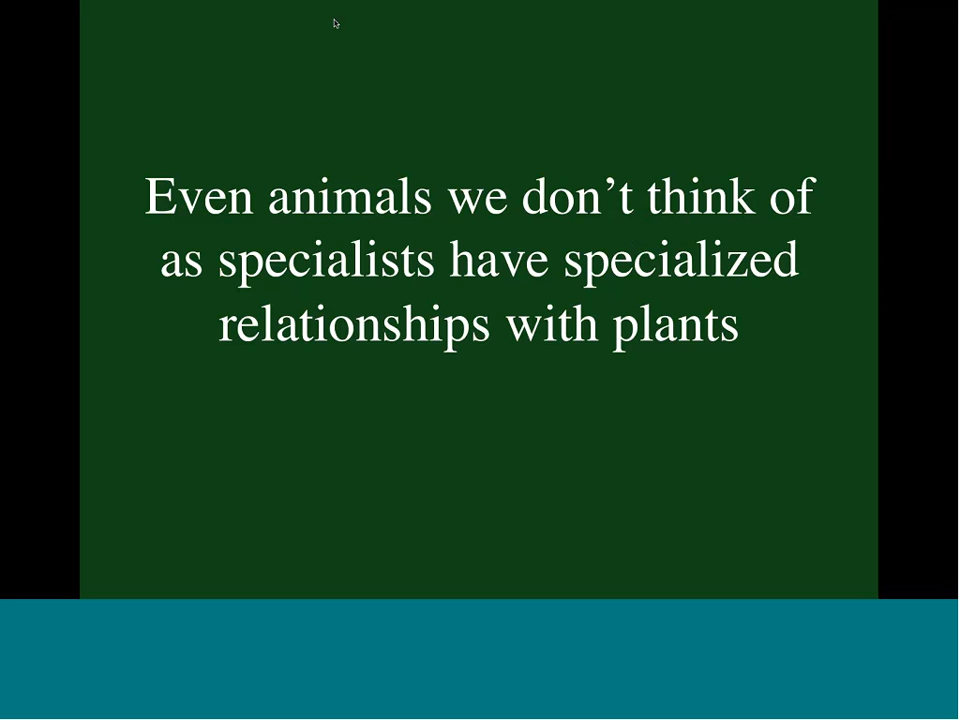 Even animals we don’t think of
as specialists have specialized
relationships with plants